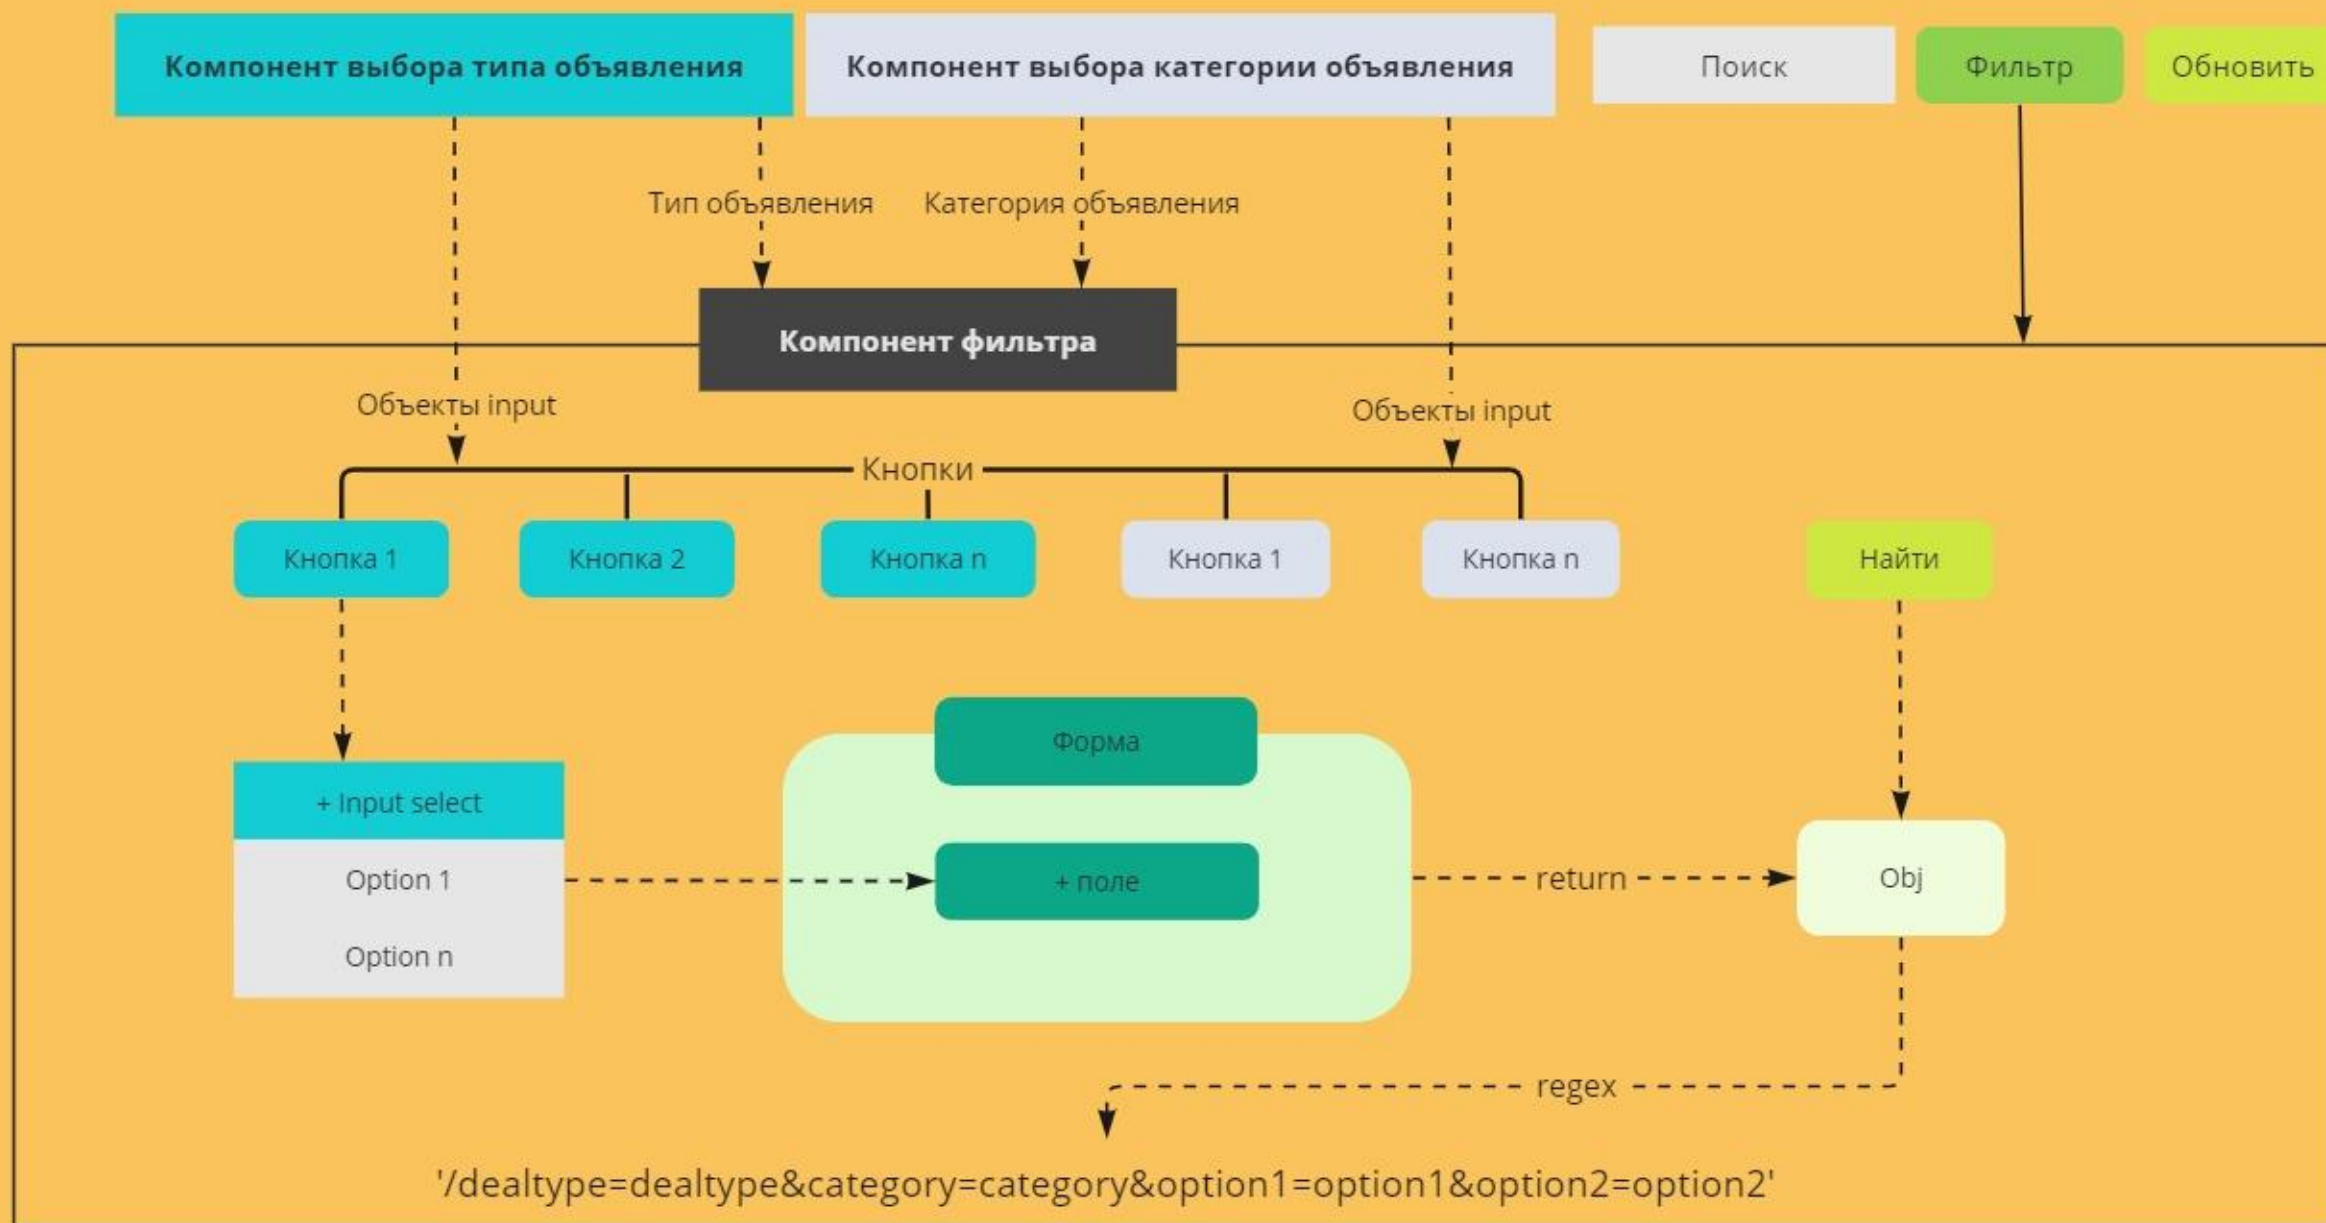 Компонент выбора типа объявления
Компонент выбора категории объявления
Поиск
Фильтр
Обновить
Тип объявления
Категория объявления
Компонент фильтра
Объекты input
Объекты input
Кнопки
Кнопка 1
Кнопка 2
Кнопка n
Кнопка 1
Кнопка n
Найти
Форма
+ Input select
Option 1
+ поле
return
Obj
Option n
regex
'/dealtype=dealtype&category=category&option1=option1&option2=option2'